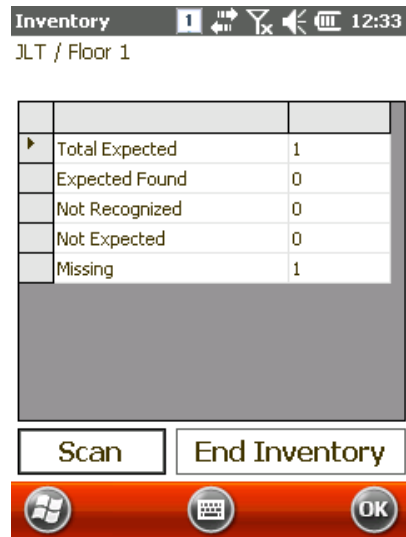 Inventory 1 12:33
JLT / Floor 1
Total Expected 1
Expected Found 0
Not Recognized 0
Not Expected 0
Missing 1
Scan End Inventory
OK